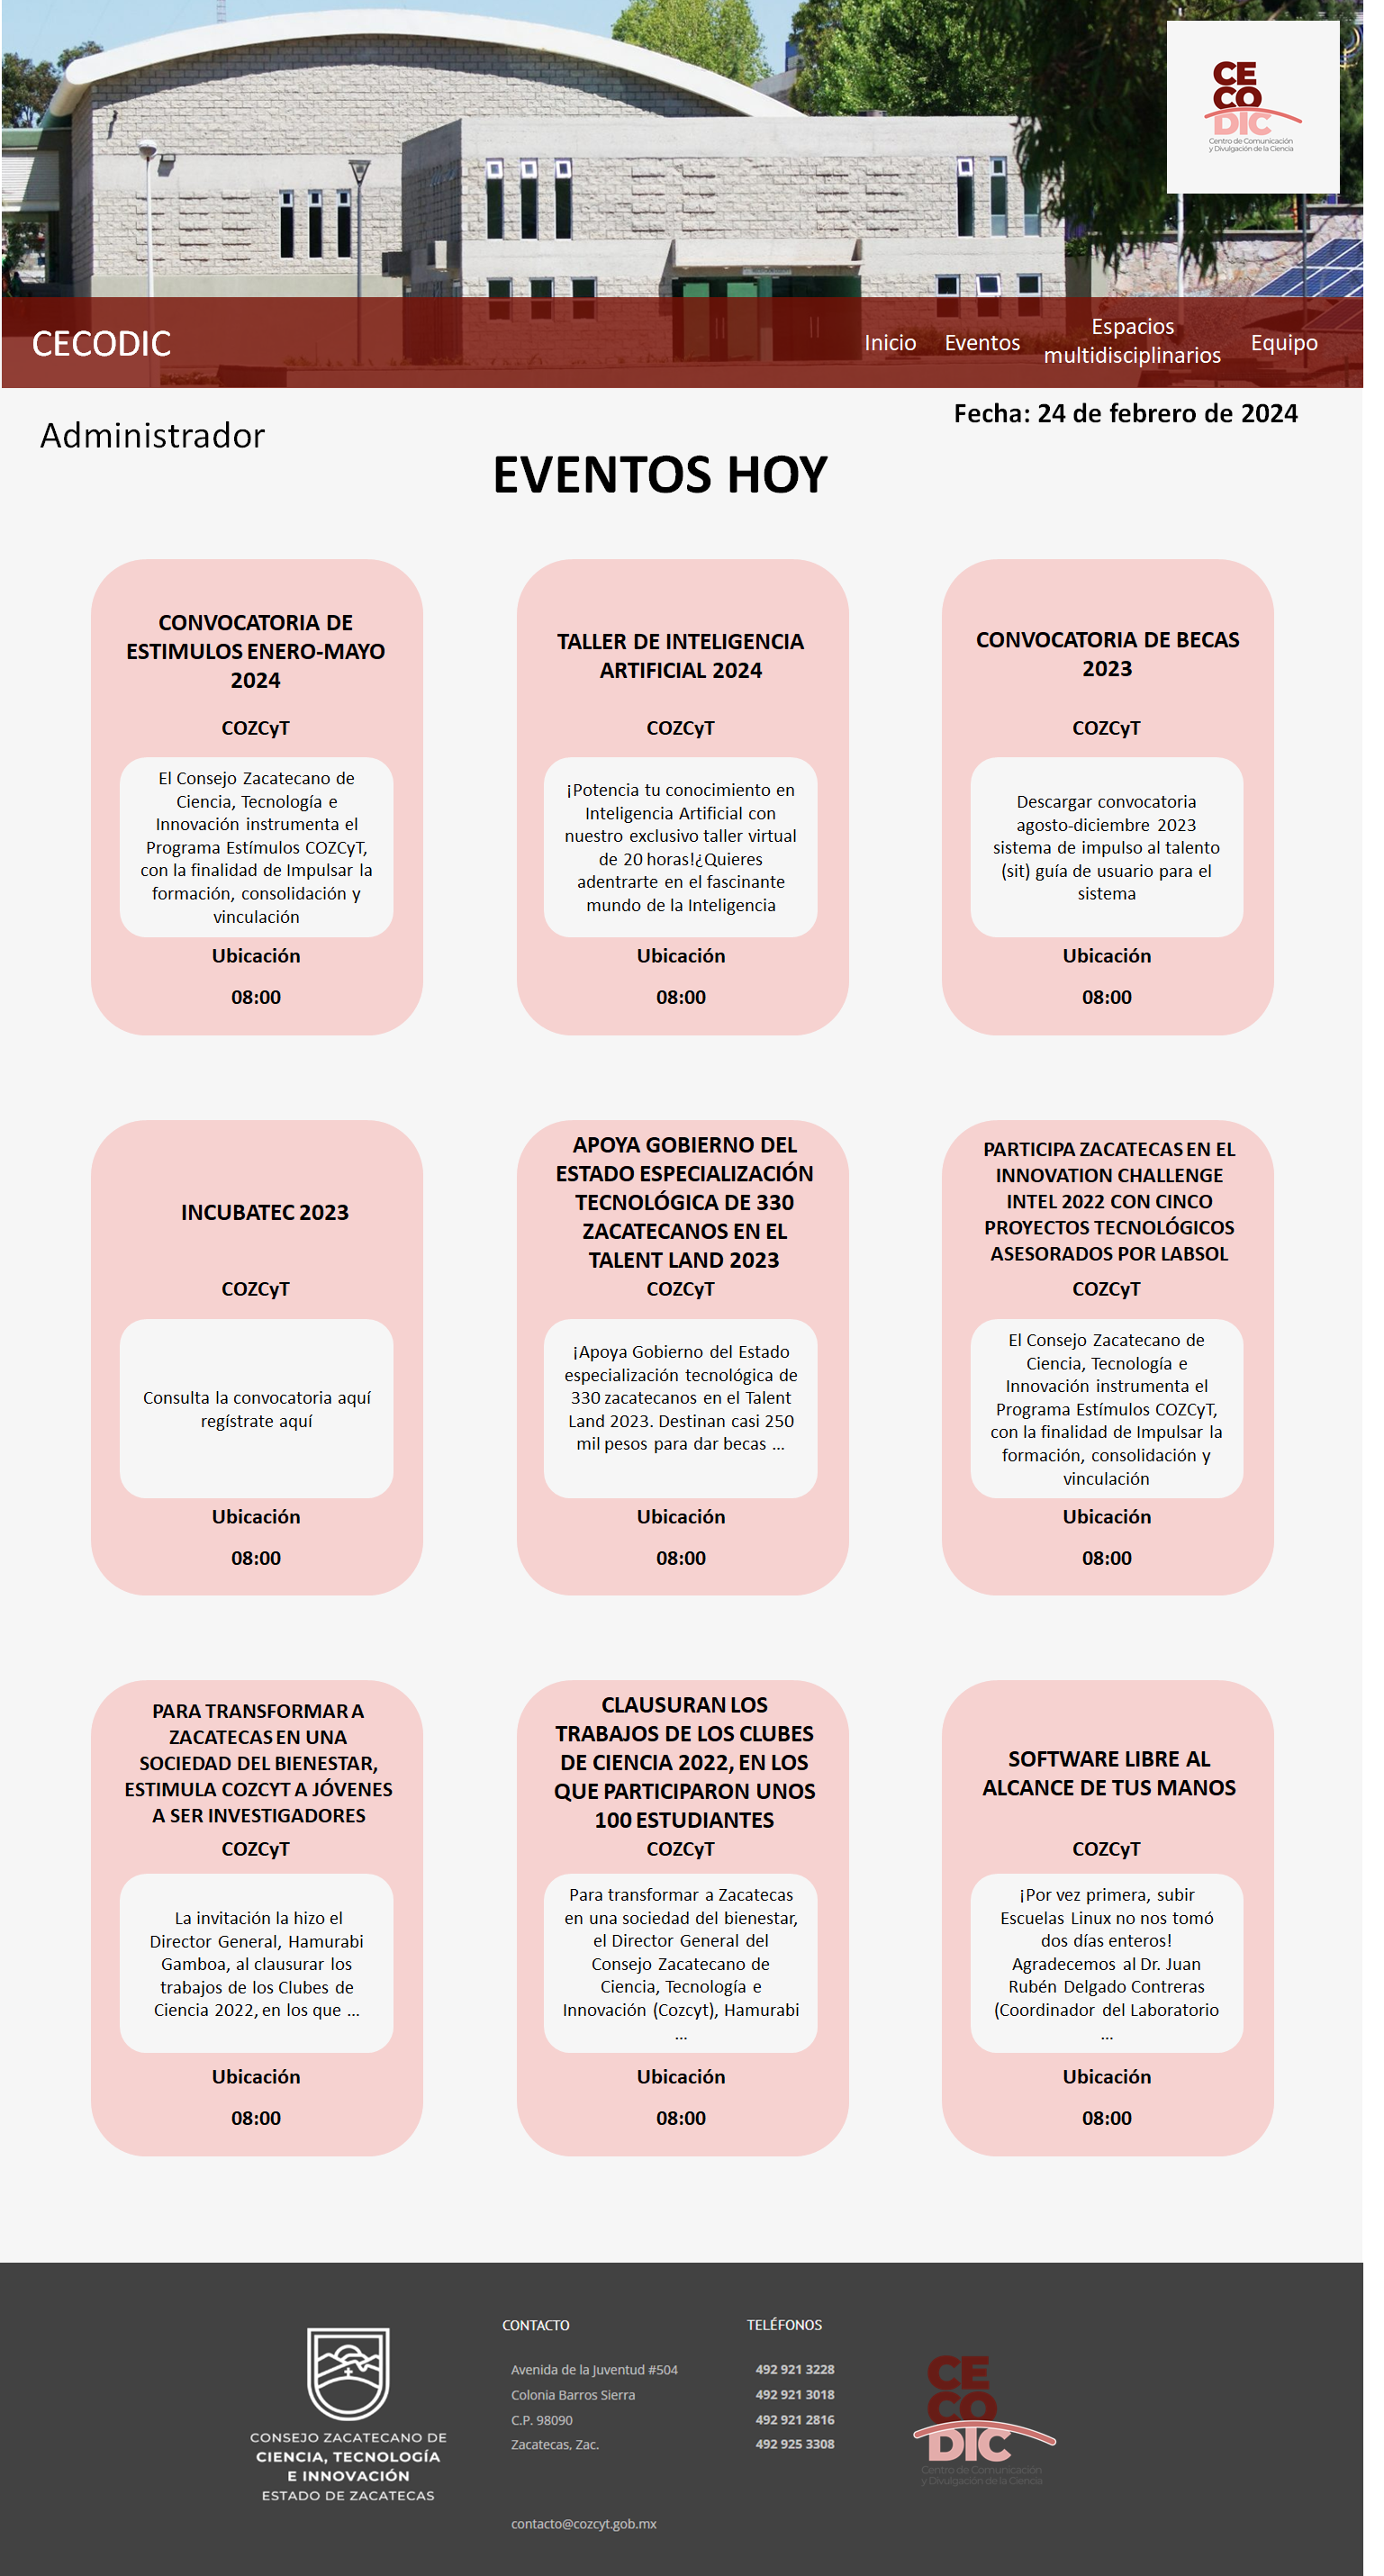 CE
CO
DIC
Centro de Comunicación
y Divulgación de la Ciencia
CECODIC
Inicio
Eventos
Espacios
multidisciplinarios
Equipo
Administrador
Fecha: 24 de febrero de 2024
EVENTOS HOY
CONVOCATORIA DE
ESTIMULOS ENERO-MAYO
2024
COZCyT
El Consejo Zacatecano de
Ciencia, Tecnología e
Innovación instrumenta el
Programa Estímulos COZCyT,
con la finalidad de Impulsar la
formación, consolidación y
vinculación
Ubicación
08:00
TALLER DE INTELIGENCIA
ARTIFICIAL 2024
COZCyT
¡Potencia tu conocimiento en
Inteligencia Artificial con
nuestro exclusivo taller virtual
de 20 horas!¿Quieres
adentrarte en el fascinante
mundo de la Inteligencia
Ubicación
08:00
CONVOCATORIA DE BECAS
2023
COZCyT
Descargar convocatoria
agosto-diciembre 2023
sistema de impulso al talento
(sit) guía de usuario para el
sistema
Ubicación
08:00
INCUBATEC 2023
COZCyT
Consulta la convocatoria aquí
regístrate aquí
Ubicación
08:00
APOYA GOBIERNO DEL
ESTADO ESPECIALIZACIÓN
TECNOLÓGICA DE 330
ZACATECANOS EN EL
TALENT LAND 2023
COZCyT
¡Apoya Gobierno del Estado
especialización tecnológica de
330 zacatecanos en el Talent
Land 2023. Destinan casi 250
mil pesos para dar becas ...
Ubicación
08:00
PARTICIPA ZACATECAS EN EL
INNOVATION CHALLENGE
INTEL 2022 CON CINCO
PROYECTOS TECNOLÓGICOS
ASESORADOS POR LABSOL
COZCyT
El Consejo Zacatecano de
Ciencia, Tecnología e
Innovación instrumenta el
Programa Estímulos COZCyT,
con la finalidad de Impulsar la
formación, consolidación y
vinculación
Ubicación
08:00
PARA TRANSFORMAR A
ZACATECAS EN UNA
SOCIEDAD DEL BIENESTAR,
ESTIMULA COZCYT A JÓVENES
A SER INVESTIGADORES
COZCyT
La invitación la hizo el
Director General, Hamurabi
Gamboa, al clausurar los
trabajos de los Clubes de
Ciencia 2022, en los que ...
Ubicación
08:00
CLAUSURAN LOS
TRABAJOS DE LOS CLUBES
DE CIENCIA 2022, EN LOS
QUE PARTICIPARON UNOS
100 ESTUDIANTES
COZCyT
Para transformar a Zacatecas
en una sociedad del bienestar,
el Director General del
Consejo Zacatecano de
Ciencia, Tecnología e
Innovación (Cozcyt), Hamurabi
...
Ubicación
08:00
SOFTWARE LIBRE AL
ALCANCE DE TUS MANOS
COZCyT
¡Por vez primera, subir
Escuelas Linux no nos tomó
dos días enteros!
Agradecemos al Dr. Juan
Rubén Delgado Contreras
(Coordinador del Laboratorio
...
Ubicación
08:00
CONSEJO ZACATECANO DE
CIENCIA, TECNOLOGÍA
E INNOVACIÓN
ESTADO DE ZACATECAS
CONTACTO
Avenida de la Juventud #504
Colonia Barros Sierra
C.P. 98090
Zacatecas, Zac.
contacto@cozcyt.gob.mx
TELÉFONOS
492 921 3228
492 921 3018
492 921 2816
492 925 3308
CE
CO
DIC
Centro de Comunicación
y Divulgación de la Ciencia